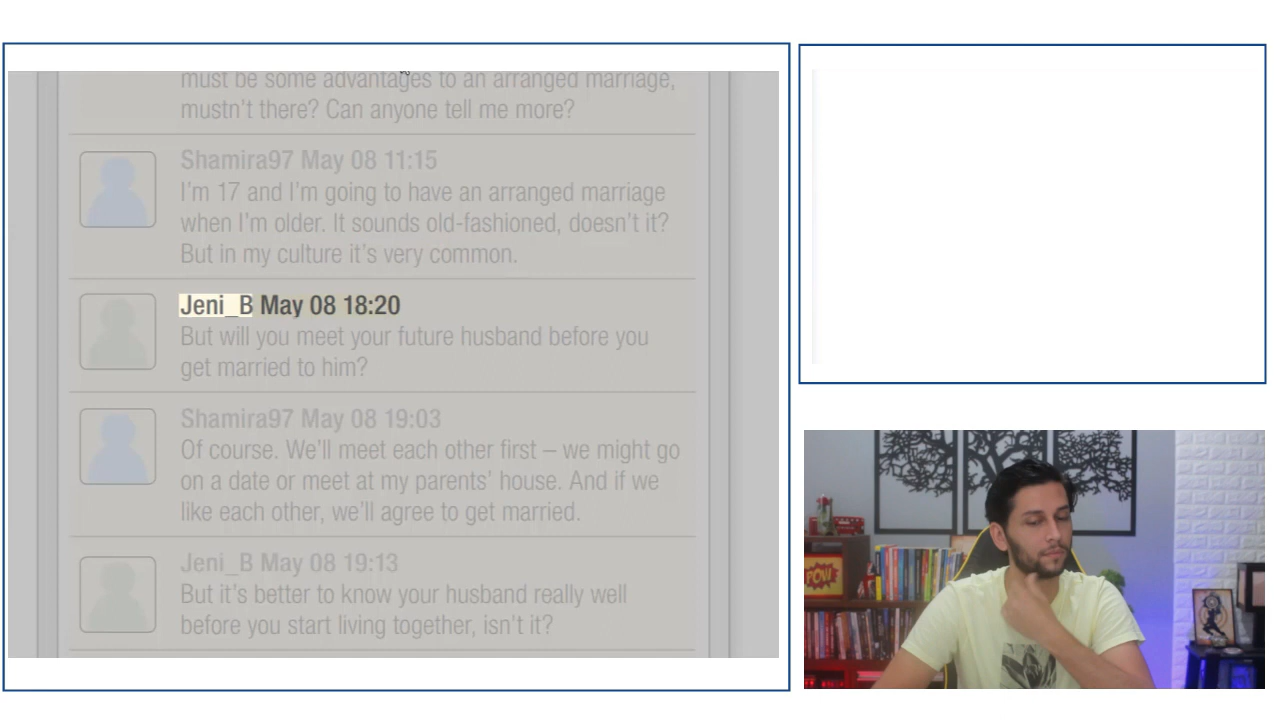 must be some advantages to an arranged marriage,
mustn't there? Can anyone tell me more?
Shamira97 May 08 11:15
I'm 17 and I'm going to have an arranged marriage
when I'm older. It sounds old-fashioned, doesn't it?
But in my culture it's very common.
Jeni_B May 08 18:20
But will you meet your future husband before you
get married to him?
Shamira97 May 08 19:03
Of course. We'll meet each other first – we might go
on a date or meet at my parents' house. And if we
like each other, we'll agree to get married.
Jeni_B May 08 19:13
But it's better to know your husband really well
before you start living together, isn't it?
POW